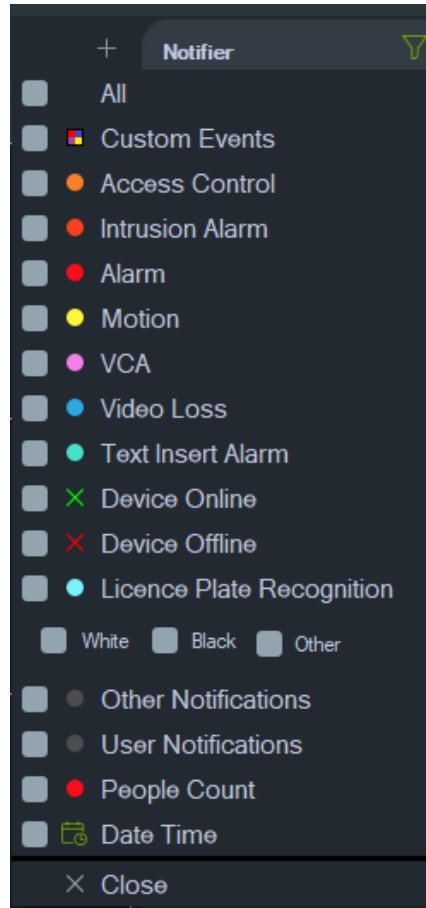 Notifier
All
Custom Events
Access Control
Intrusion Alarm
Alarm
Motion
VCA
Video Loss
Text Insert Alarm
Device Online
Device Offline
Licence Plate Recognition
White Black Other
Other Notifications
User Notifications
People Count
Date Time
Close